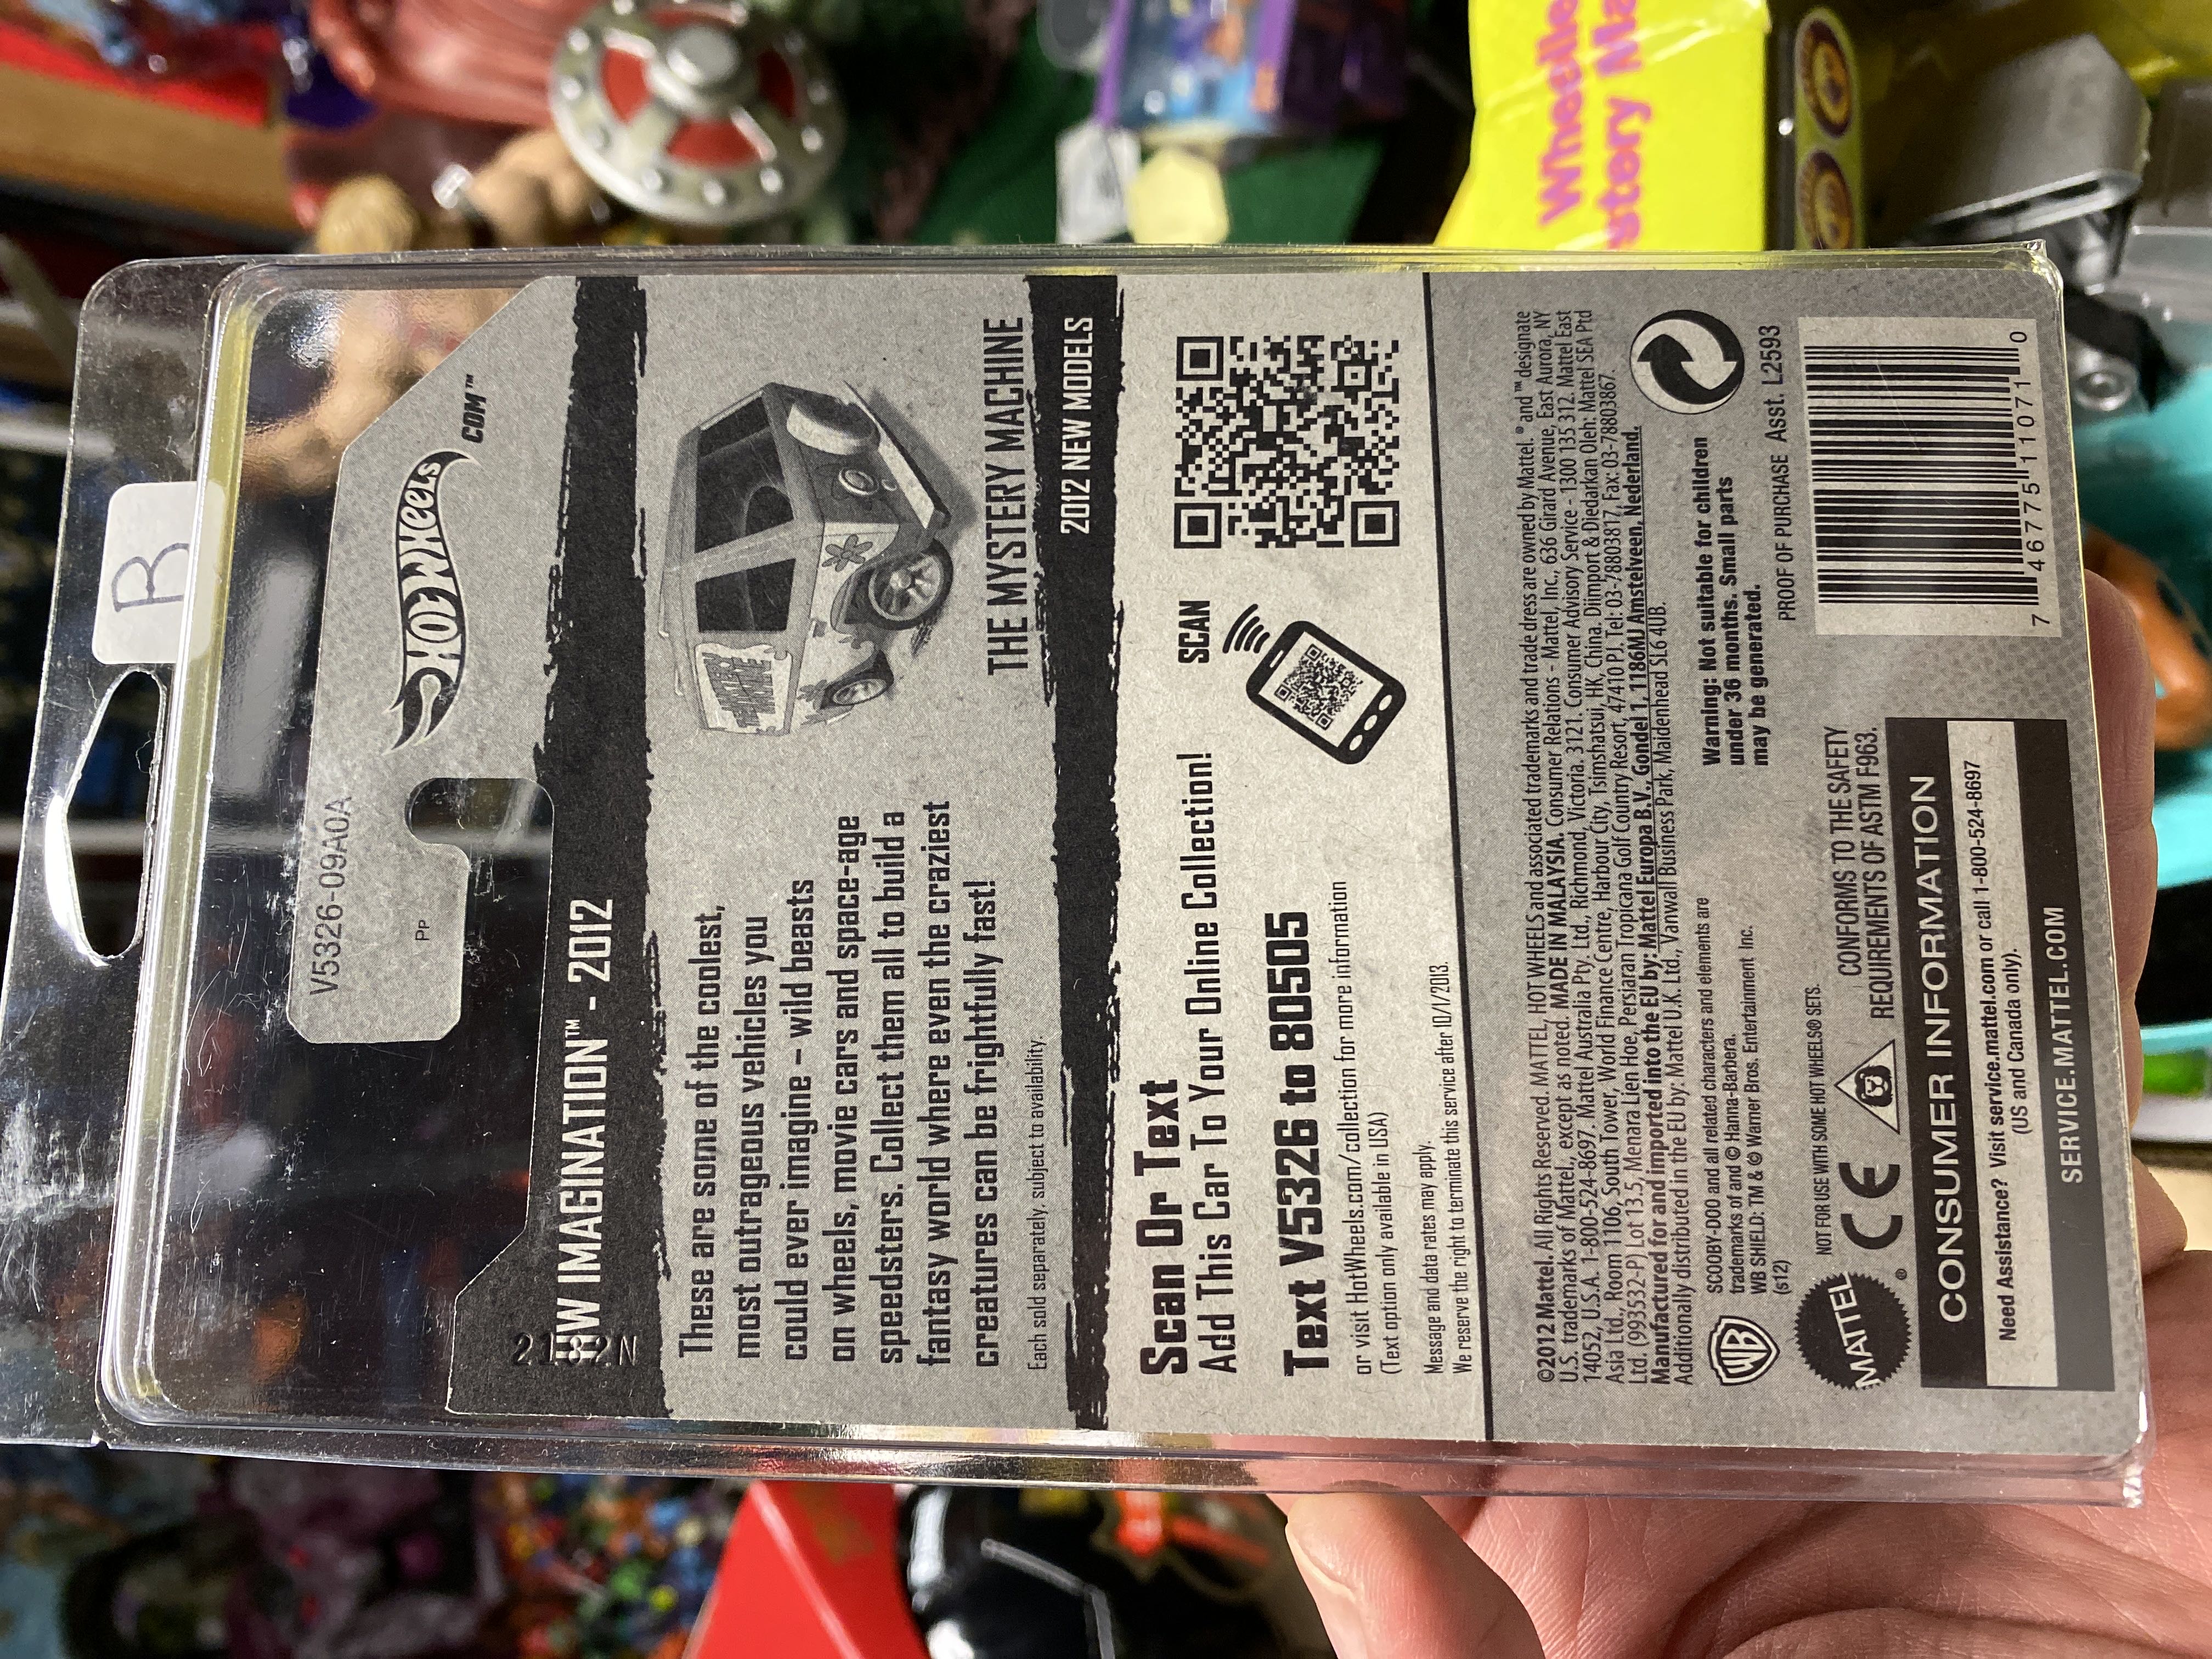 B
V5326-09A0A
PP
HOT WHEELS
.COM™
2182N
HW IMAGINATION™ - 2012
These are some of the coolest,
most outrageous vehicles you
could ever imagine – wild beasts
on wheels, movie cars and space-age
speedsters. Collect them all to build a
fantasy world where even the craziest
creatures can be frightfully fast!
Each sold separately, subject to availability.
MYSTERY
MACHINE
THE MYSTERY MACHINE
2012 NEW MODELS
Scan Or Text
Add This Car To Your Online Collection!
Text V5326 to 80505
or visit HotWheels.com/collection for more information
(Text option only available in USA)
Message and data rates may apply.
We reserve the right to terminate this service after 10/1/2013.
SCAN
©2012 Mattel. All Rights Reserved. MATTEL, HOT WHEELS and associated trademarks and trade dress are owned by Mattel. ® and ™ designate
U.S. trademarks of Mattel, except as noted. MADE IN MALAYSIA. Consumer Relations - Mattel, Inc., 636 Girard Avenue, East Aurora, NY
14052, U.S.A. 1-800-524-8697. Mattel Australia Pty. Ltd., Richmond, Victoria. 3121. Consumer Advisory Service - 1300 135 312. Mattel East
Asia Ltd., Room 1106, South Tower, World Finance Centre, Harbour City, Tsimshatsui, HK, China. Diimport & Diedarkan Oleh: Mattel SEA Ptd
Ltd. (993532-P) Lot 13.5, Menara Lien Hoe, Persiaran Tropicana Golf Country Resort, 47410 PJ. Tel: 03-78803817, Fax: 03-78803867.
Manufactured for and imported into the EU by: Mattel Europa B.V., Gondel 1, 1186MJ Amstelveen, Nederland.
Additionally distributed in the EU by: Mattel U.K. Ltd., Vanwall Business Park, Maidenhead SL6 4UB.
WB
SCOOBY-DOO and all related characters and elements are
trademarks of and © Hanna-Barbera.
WB SHIELD: TM & © Warner Bros. Entertainment Inc.
(s12)
Warning: Not suitable for children
under 36 months. Small parts
may be generated.
MATTEL
®
NOT FOR USE WITH SOME HOT WHEELS® SETS.
CE
CONFORMS TO THE SAFETY
REQUIREMENTS OF ASTM F963.
PROOF OF PURCHASE Asst. L2593
7 46775 11071 0
CONSUMER INFORMATION
Need Assistance? Visit service.mattel.com or call 1-800-524-8697
(US and Canada only).
SERVICE.MATTEL.COM